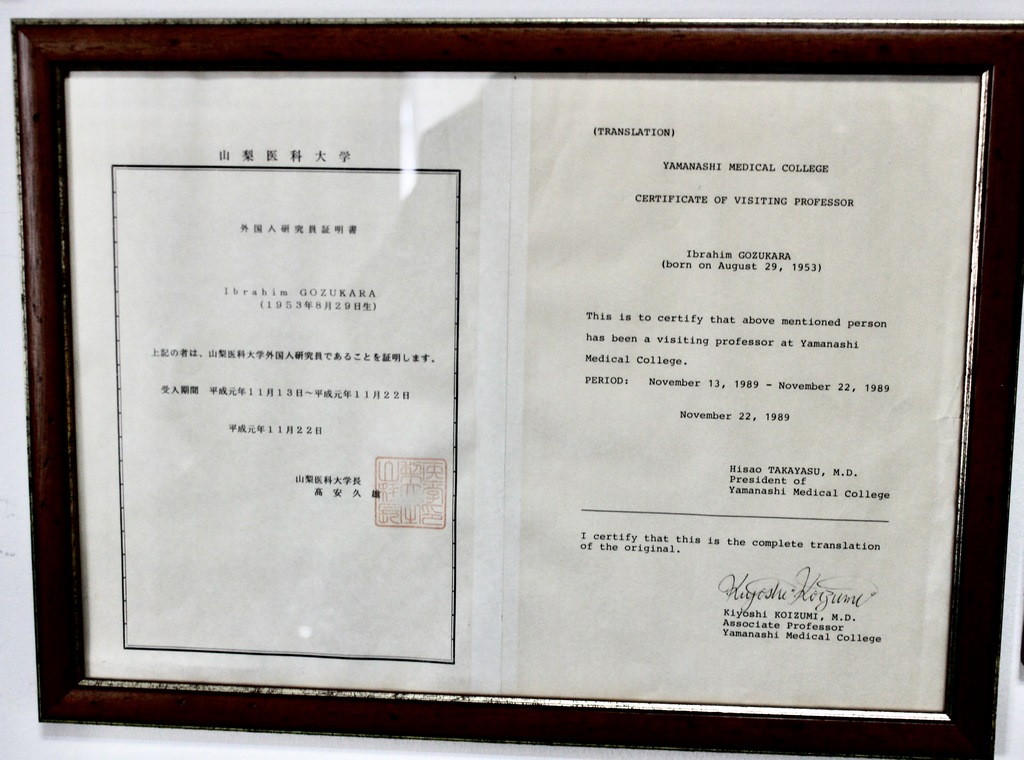 山梨医科大学
外国人研究員証明書
Ibrahim GOZUKARA
(1953年8月29日生)
上記の者は、山梨医科大学外国人研究員であることを証明します。
受入期間 平成元年11月13日～平成元年11月22日
平成元年11月22日
山梨医科大学長
高安久雄
(TRANSLATION)
YAMANASHI MEDICAL COLLEGE
CERTIFICATE OF VISITING PROFESSOR
Ibrahim GOZUKARA
(born on August 29, 1953)
This is to certify that above mentioned person
has been a visiting professor at Yamanashi
Medical College.
PERIOD: November 13, 1989 - November 22, 1989
November 22, 1989
Hisao TAKAYASU, M.D.
President of
Yamanashi Medical College
I certify that this is the complete translation
of the original.
Kiyoshi Koizumi
Kiyoshi KOIZUMI, M.D.
Associate Professor
Yamanashi Medical College